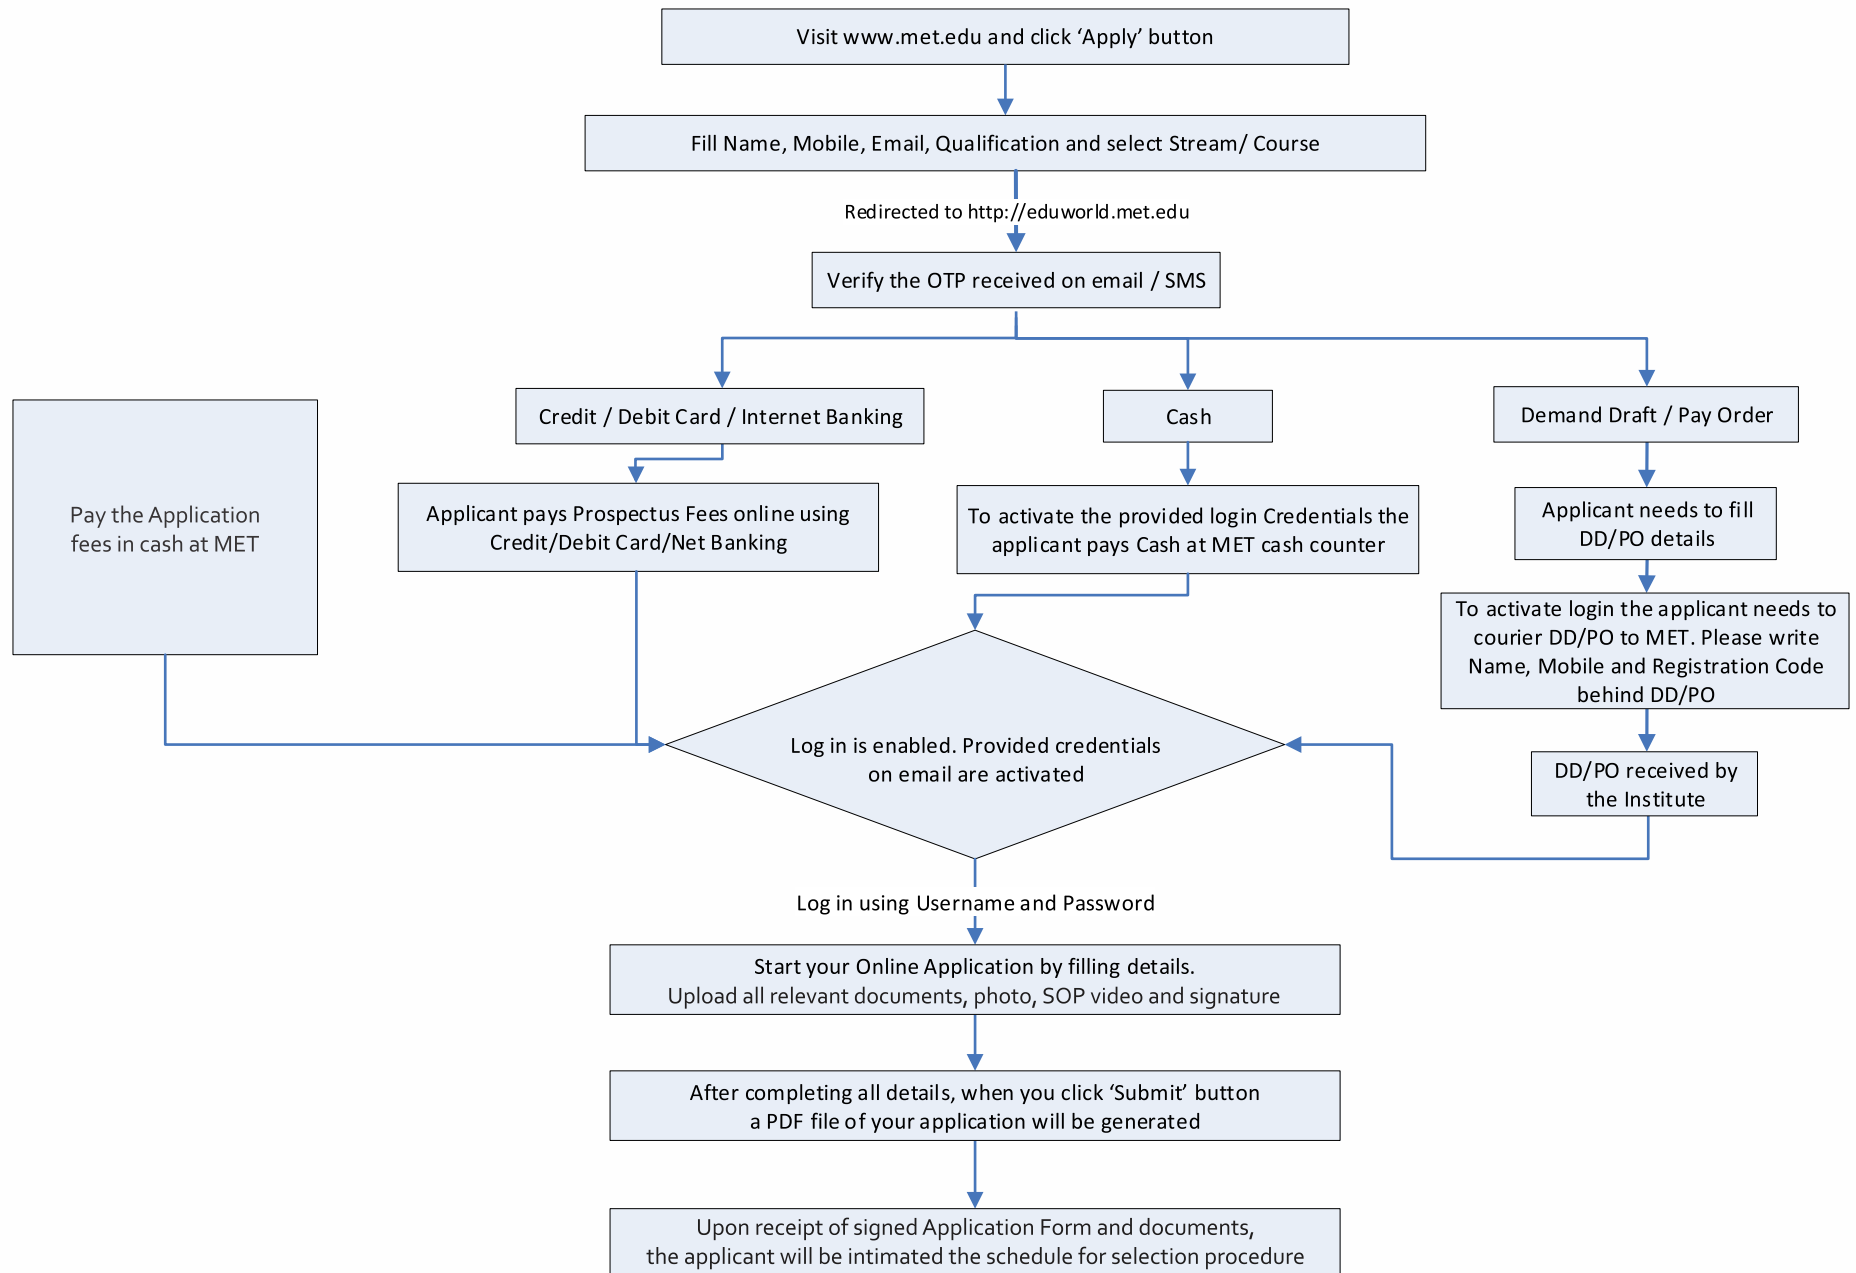 Visit www.met.edu and click ‘Apply’ button
Fill Name, Mobile, Email, Qualification and select Stream/ Course
Redirected to http://eduworld.met.edu
Verify the OTP received on email / SMS
Credit / Debit Card / Internet Banking
Cash
Demand Draft / Pay Order
Pay the Application
fees in cash at MET
Applicant pays Prospectus Fees online using
Credit/Debit Card/Net Banking
To activate the provided login Credentials the
applicant pays Cash at MET cash counter
Applicant needs to fill
DD/PO details
To activate login the applicant needs to
courier DD/PO to MET. Please write
Name, Mobile and Registration Code
behind DD/PO
DD/PO received by
the Institute
Log in is enabled. Provided credentials
on email are activated
Log in using Username and Password
Start your Online Application by filling details.
Upload all relevant documents, photo, SOP video and signature
After completing all details, when you click ‘Submit’ button
a PDF file of your application will be generated
Upon receipt of signed Application Form and documents,
the applicant will be intimated the schedule for selection procedure